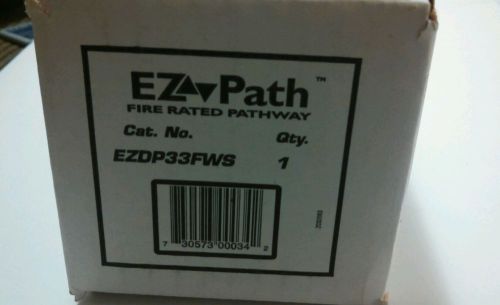 EZ Path™
FIRE RATED PATHWAY
Cat. No. Qty.
EZDP33FWS 1
7 30573 00034 2